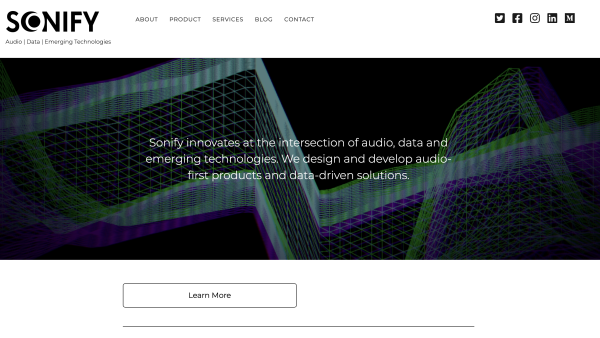 SONIFY
Audio | Data | Emerging Technologies
ABOUT PRODUCT SERVICES BLOG CONTACT
Sonify innovates at the intersection of audio, data and
emerging technologies. We design and develop audio-
first products and data-driven solutions.
Learn More